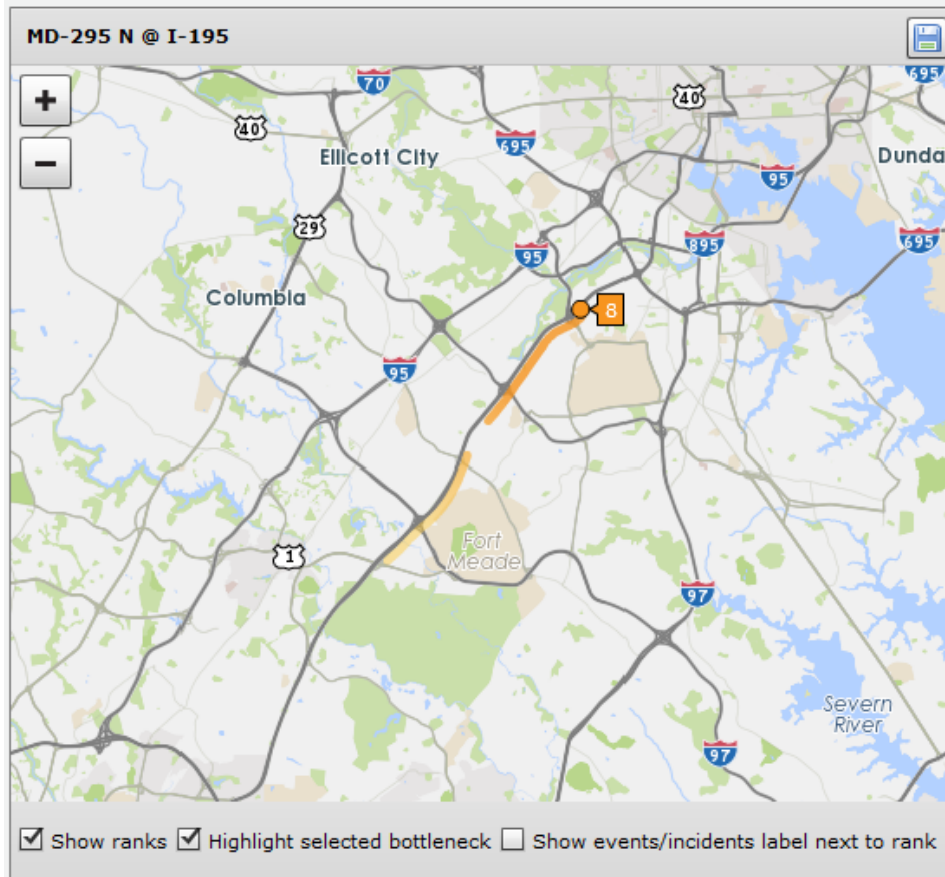 MD-295 N @ I-195
+
−
70
40
40
695
695
Ellicott City
Dunda
95
29
95
895
695
Columbia
8
95
Fort
Meade
1
97
Severn
River
97
Show ranks Highlight selected bottleneck Show events/incidents label next to rank